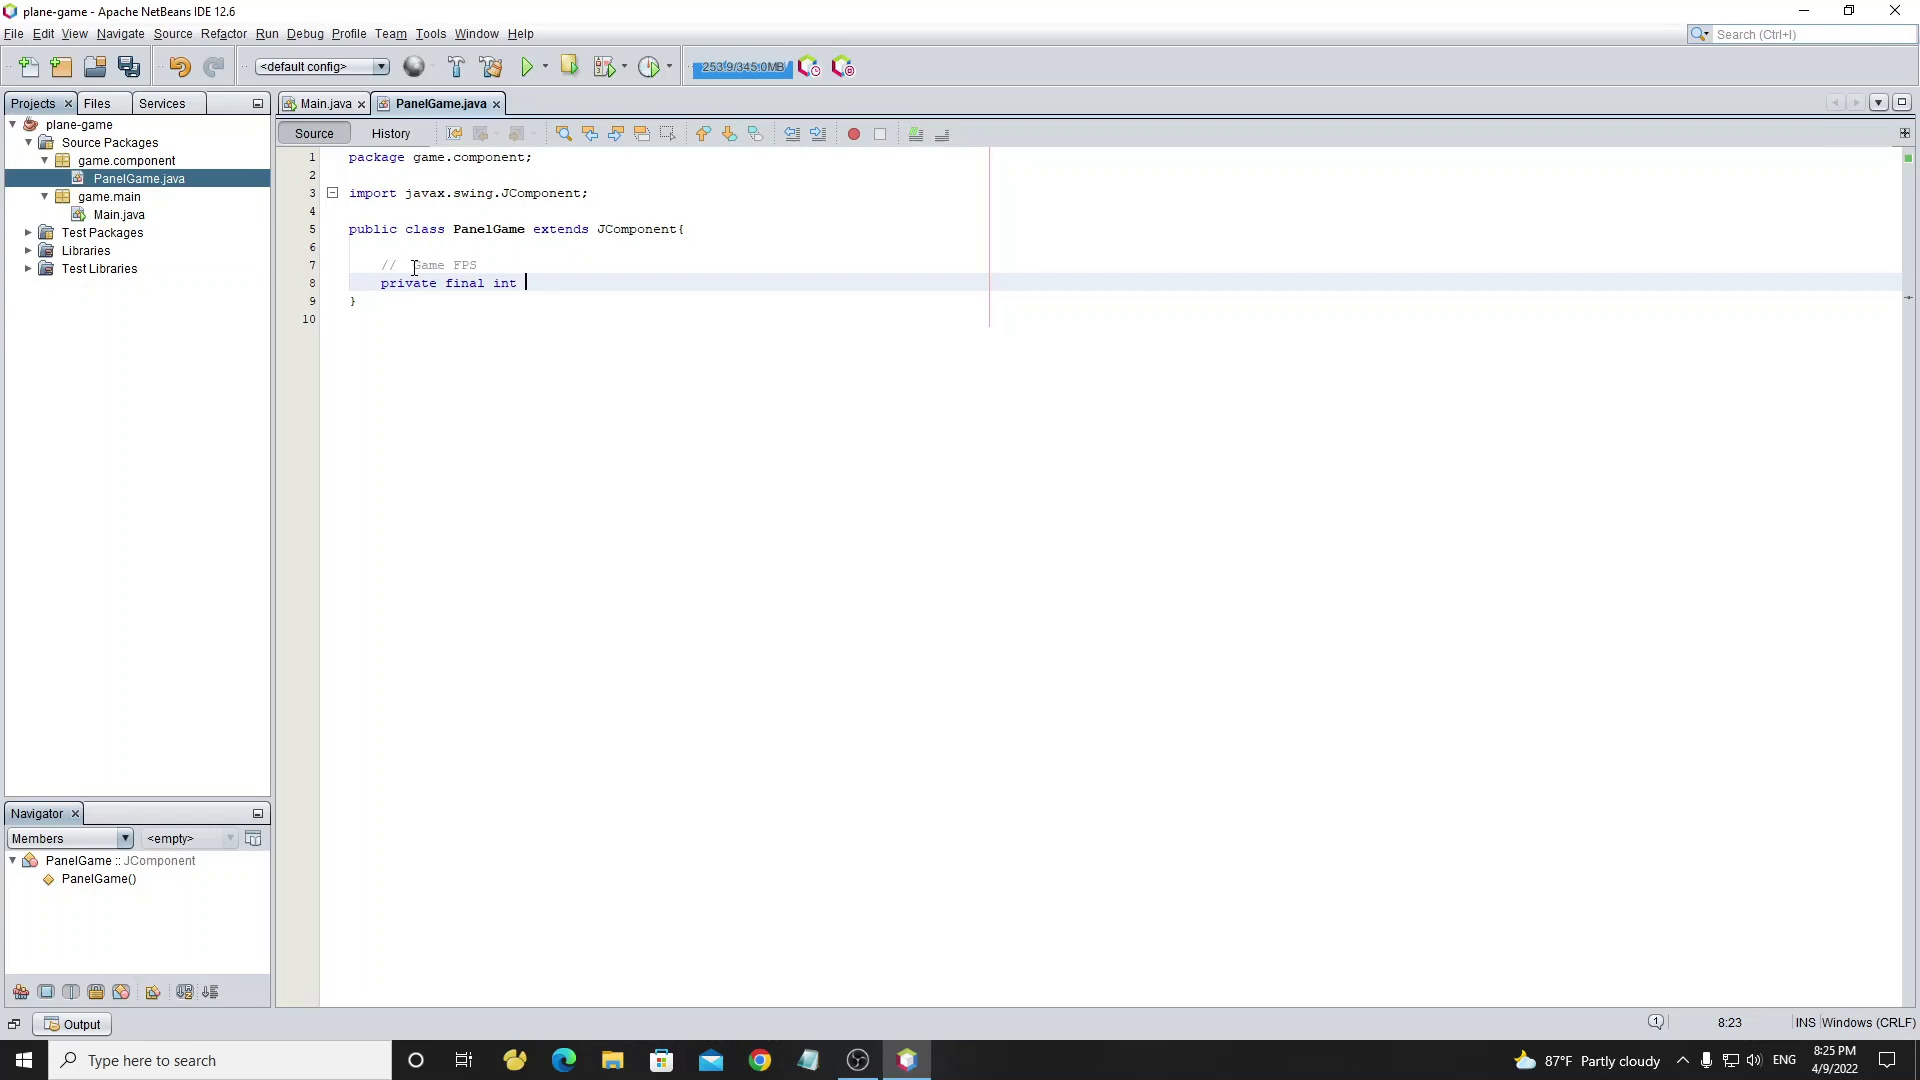 plane-game - Apache NetBeans IDE 12.6
File Edit View Navigate Source Refactor Run Debug Profile Team Tools Window Help
Search (Ctrl+I)
<default config>
253.9/345.0MB
Projects Files Services
Main.java PanelGame.java
Source History
plane-game
Source Packages
game.component
PanelGame.java
game.main
Main.java
Test Packages
Libraries
Test Libraries
1 package game.component;
2
3 import javax.swing.JComponent;
4
5 public class PanelGame extends JComponent{
6
7 // Game FPS
8 private final int
9 }
10
Navigator
Members <empty>
PanelGame :: JComponent
PanelGame()
Output
1 8:23 INS Windows (CRLF)
Type here to search
87°F Partly cloudy ENG 8:25 PM
4/9/2022